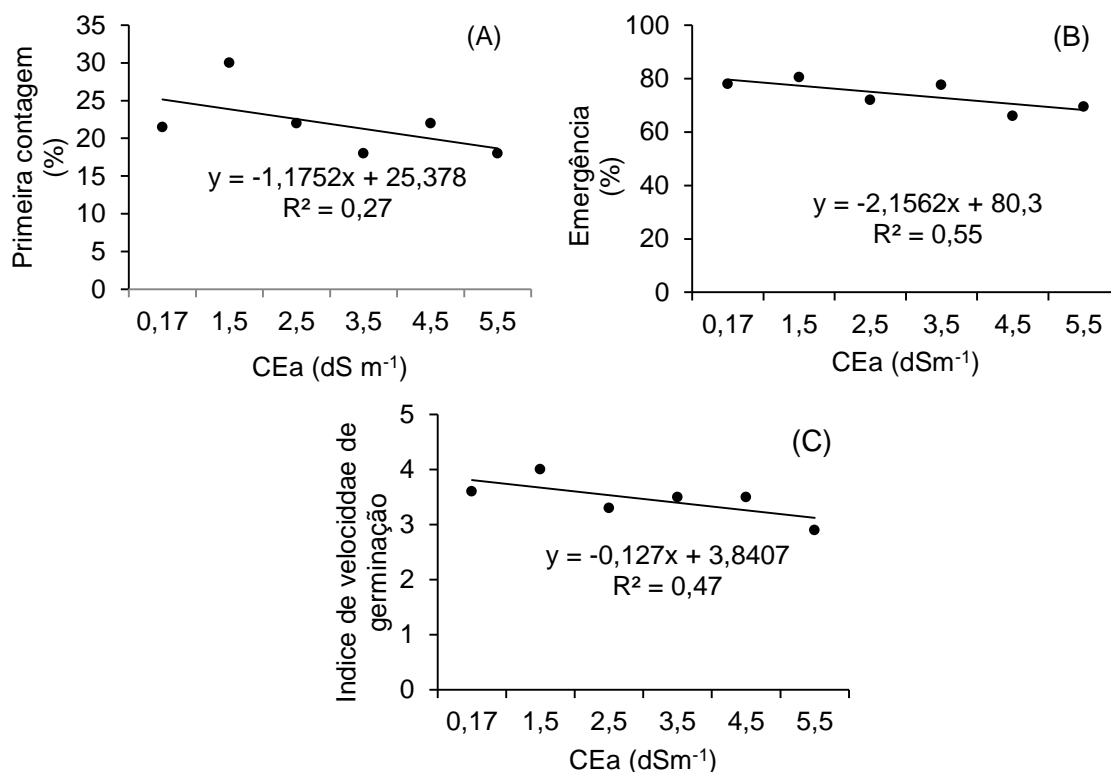 (A)
Primeira contagem
(%)
35
30
25
20
15
10
5
0
y = -1,1752x + 25,378
R² = 0,27
0,17 1,5 2,5 3,5 4,5 5,5
CEa (dS m⁻¹)
(B)
Emergência
(%)
100
80
60
40
20
0
y = -2,1562x + 80,3
R² = 0,55
0,17 1,5 2,5 3,5 4,5 5,5
CEa (dSm⁻¹)
(C)
Indice de velociddae de
germinação
5
4
3
2
1
0
y = -0,127x + 3,8407
R² = 0,47
0,17 1,5 2,5 3,5 4,5 5,5
CEa (dSm⁻¹)